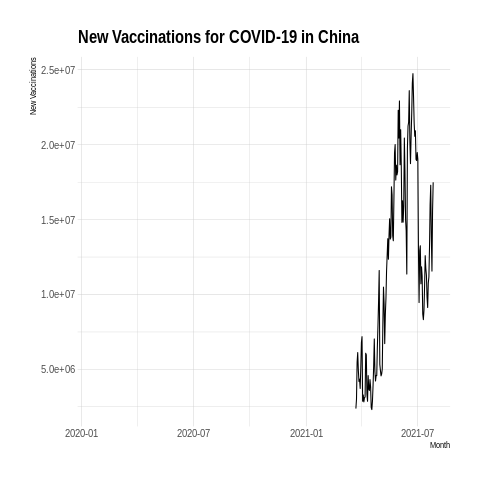 New Vaccinations for COVID-19 in China
New Vaccinations
2.5e+07
2.0e+07
1.5e+07
1.0e+07
5.0e+06
2020-01 2020-07 2021-01 2021-07
Month